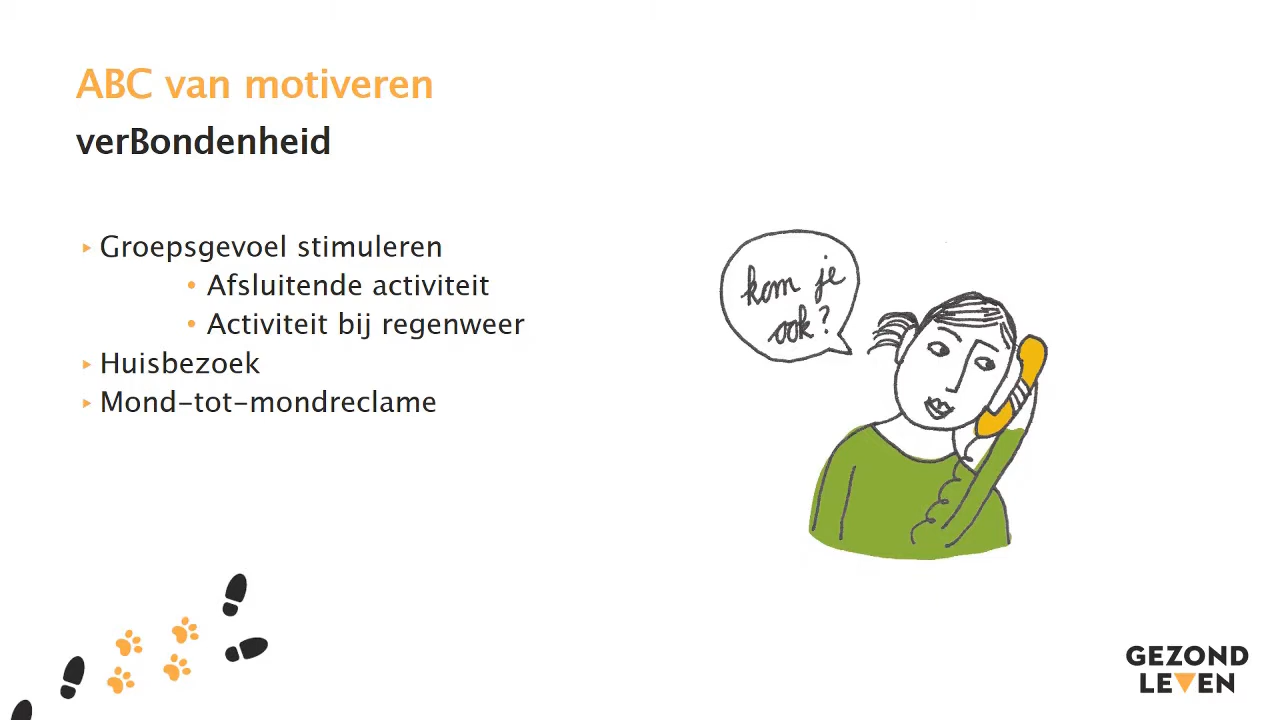 ABC van motiveren
verBondenheid
Groepsgevoel stimuleren
Afsluitende activiteit
Activiteit bij regenweer
Huisbezoek
Mond-tot-mondreclame
kom je
ook?
GEZOND
LEVEN